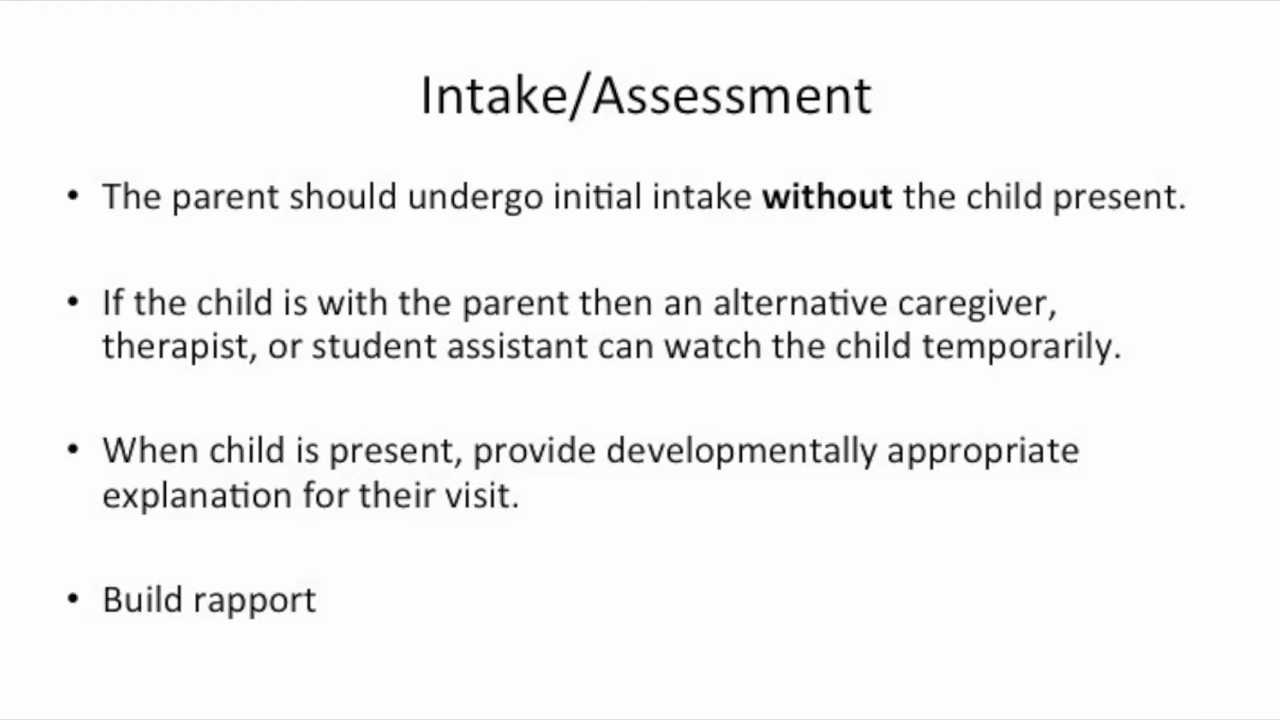 Intake/Assessment
• The parent should undergo initial intake without the child present.
• If the child is with the parent then an alternative caregiver,
therapist, or student assistant can watch the child temporarily.
• When child is present, provide developmentally appropriate
explanation for their visit.
• Build rapport